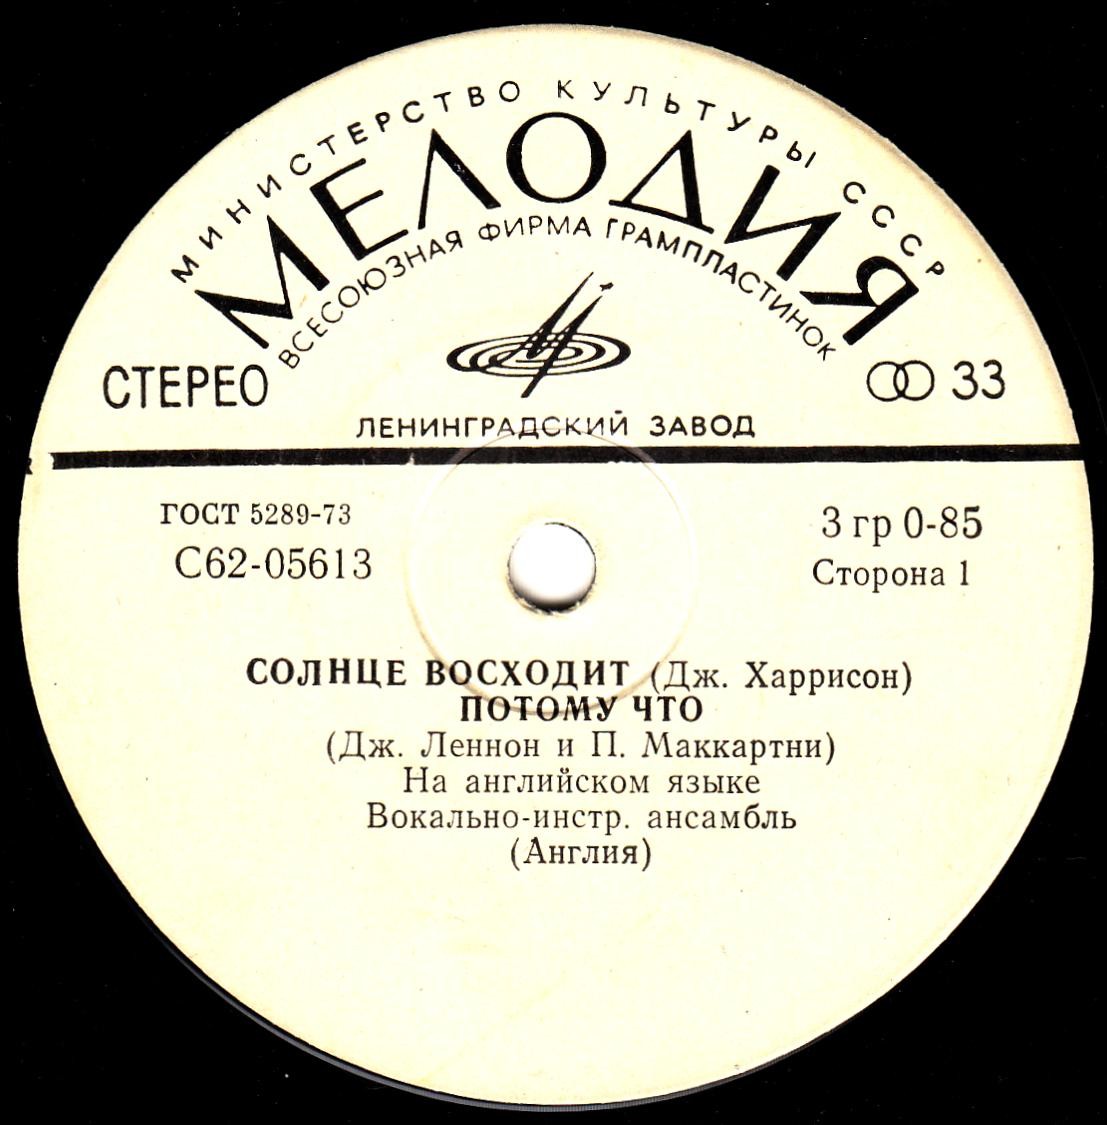 МИНИСТЕРСТВО КУЛЬТУРЫ СССР
МЕЛОДИЯ
ВСЕСОЮЗНАЯ ФИРМА ГРАМПЛАСТИНОК
СТЕРЕО
33
ЛЕНИНГРАДСКИЙ ЗАВОД
ГОСТ 5289-73
3 гр 0-85
С62-05613
Сторона 1
СОЛНЦЕ ВОСХОДИТ (Дж. Харрисон)
ПОТОМУ ЧТО
(Дж. Леннон и П. Маккартни)
На английском языке
Вокально-инстр. ансамбль
(Англия)